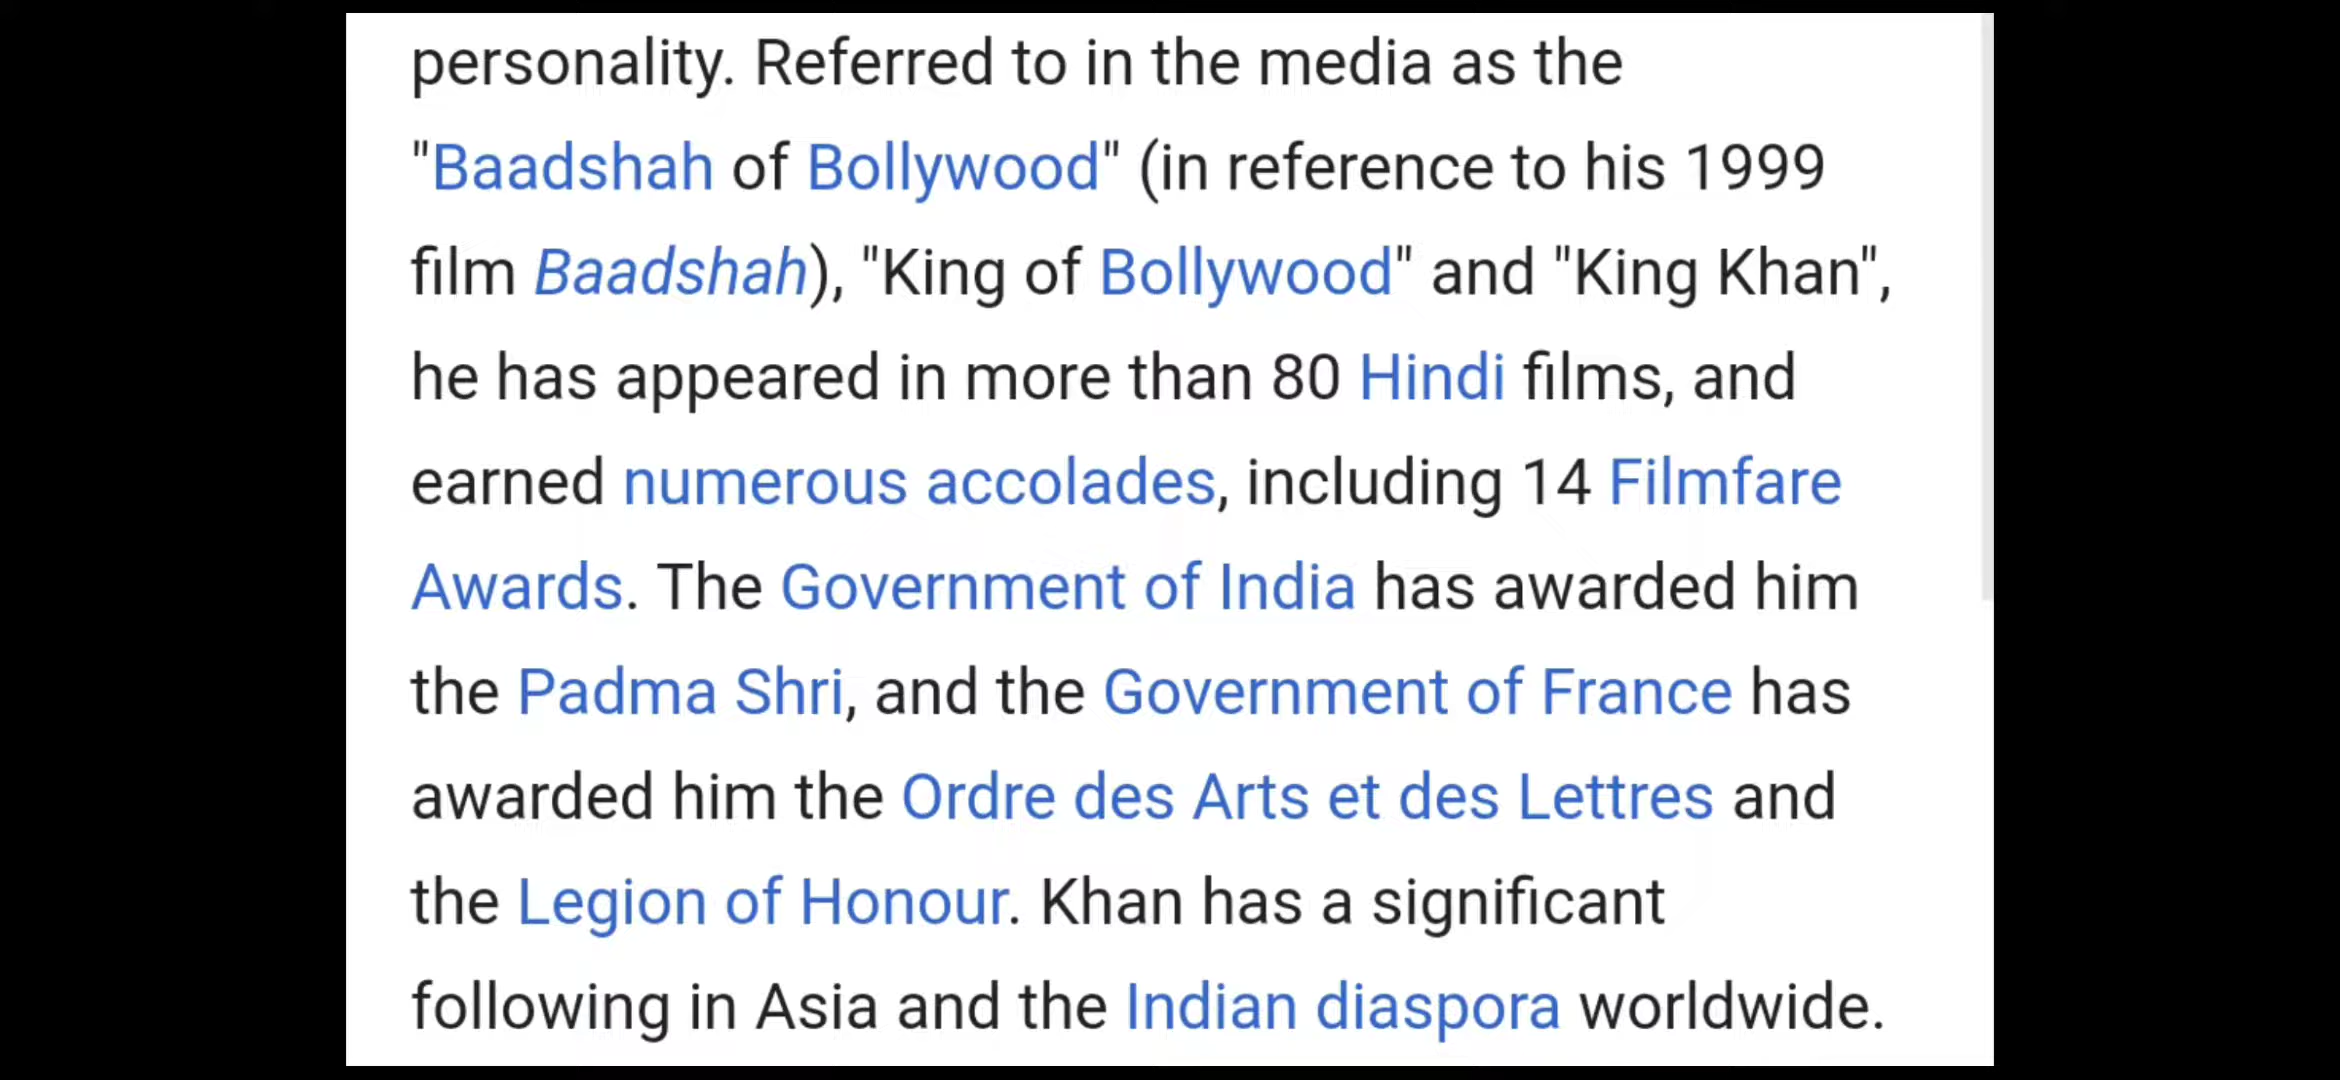 personality. Referred to in the media as the
"Baadshah of Bollywood" (in reference to his 1999
film Baadshah), "King of Bollywood" and "King Khan",
he has appeared in more than 80 Hindi films, and
earned numerous accolades, including 14 Filmfare
Awards. The Government of India has awarded him
the Padma Shri, and the Government of France has
awarded him the Ordre des Arts et des Lettres and
the Legion of Honour. Khan has a significant
following in Asia and the Indian diaspora worldwide.